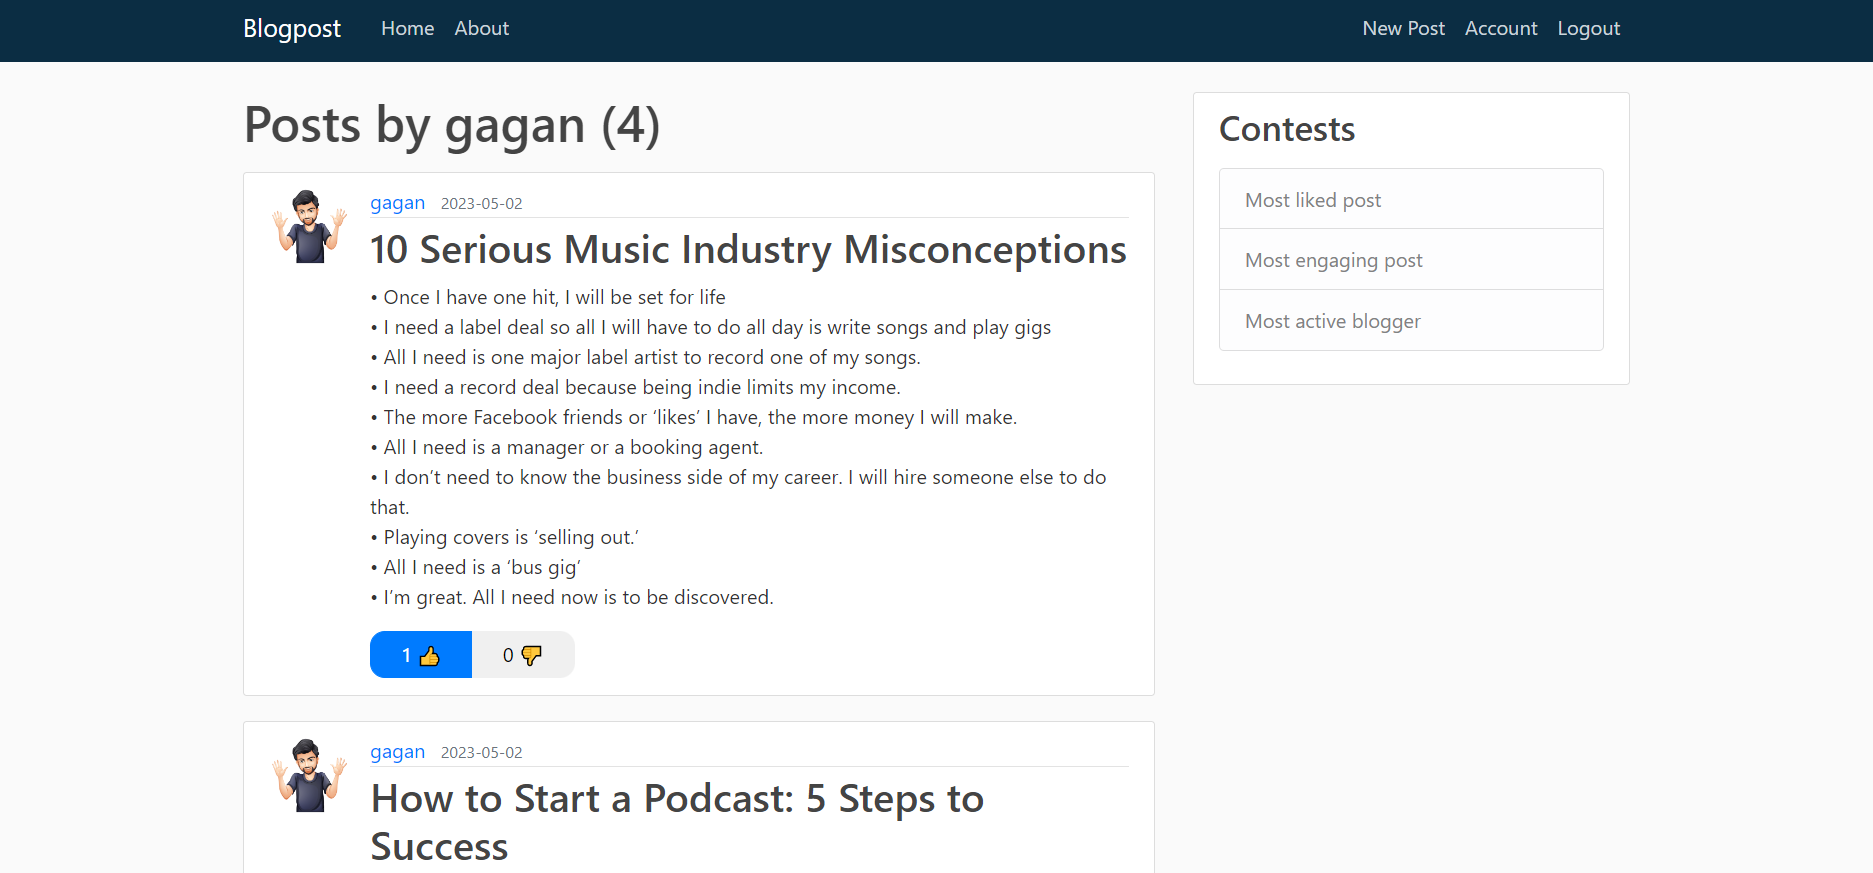 Blogpost Home About New Post Account Logout
Posts by gagan (4)
gagan 2023-05-02
10 Serious Music Industry Misconceptions
• Once I have one hit, I will be set for life
• I need a label deal so all I will have to do all day is write songs and play gigs
• All I need is one major label artist to record one of my songs.
• I need a record deal because being indie limits my income.
• The more Facebook friends or ‘likes’ I have, the more money I will make.
• All I need is a manager or a booking agent.
• I don’t need to know the business side of my career. I will hire someone else to do
that.
• Playing covers is ‘selling out.’
• All I need is a ‘bus gig’
• I’m great. All I need now is to be discovered.
1 👍 0 👎
gagan 2023-05-02
How to Start a Podcast: 5 Steps to
Success
Contests
Most liked post
Most engaging post
Most active blogger